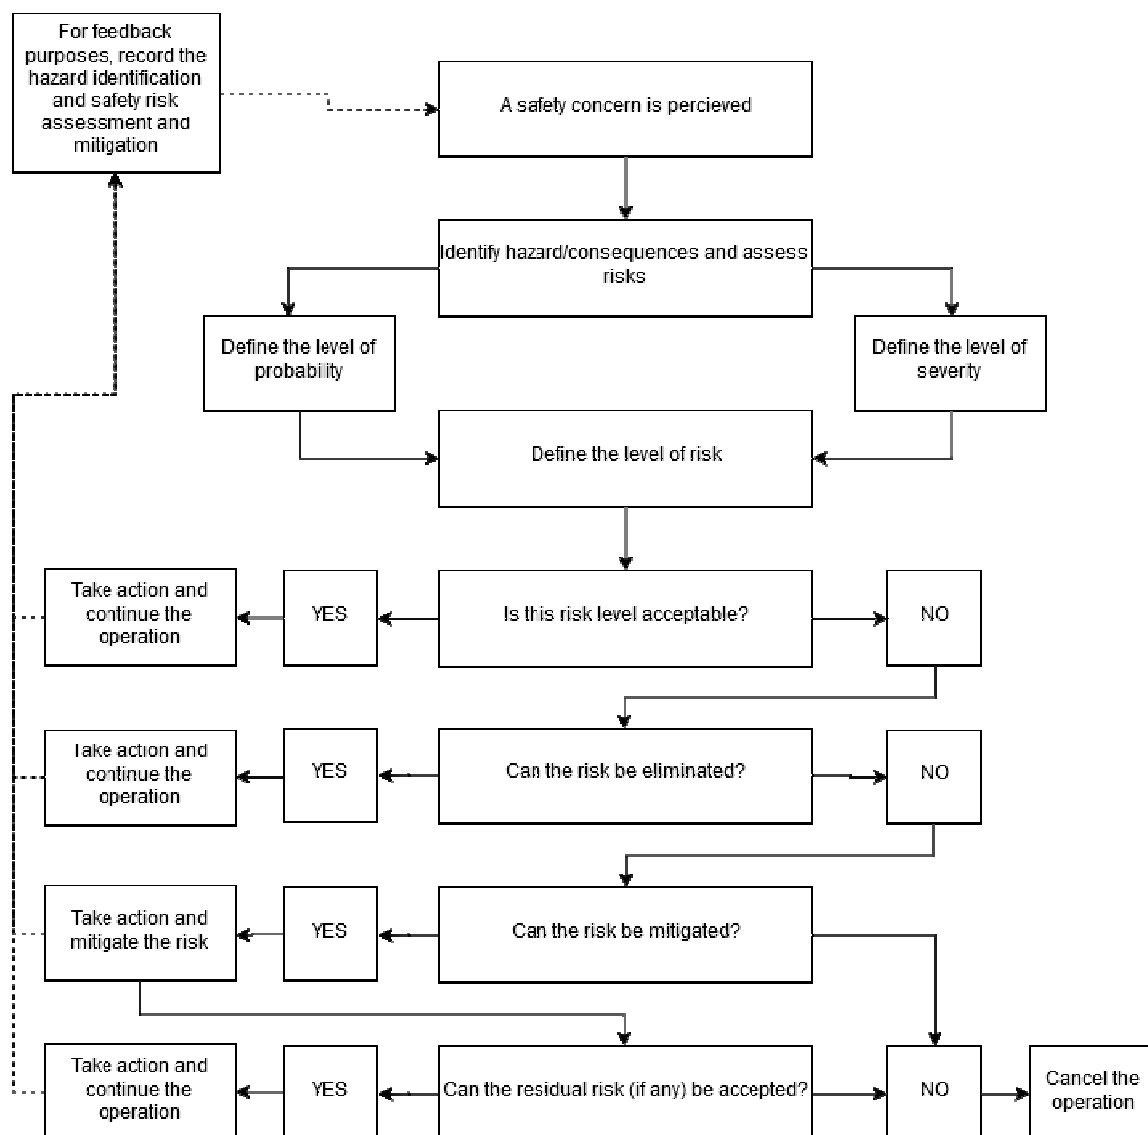 For feedback
purposes, record the
hazard identification
and safety risk
assessment and
mitigation
A safety concern is percieved
Identify hazard/consequences and assess
risks
Define the level of
probability
Define the level of
severity
Define the level of risk
Take action and
continue the
operation
YES
Is this risk level acceptable?
NO
Take action and
continue the
operation
YES
Can the risk be eliminated?
NO
Take action and
mitigate the risk
YES
Can the risk be mitigated?
Take action and
continue the
operation
YES
Can the residual risk (if any) be accepted?
NO
Cancel the
operation